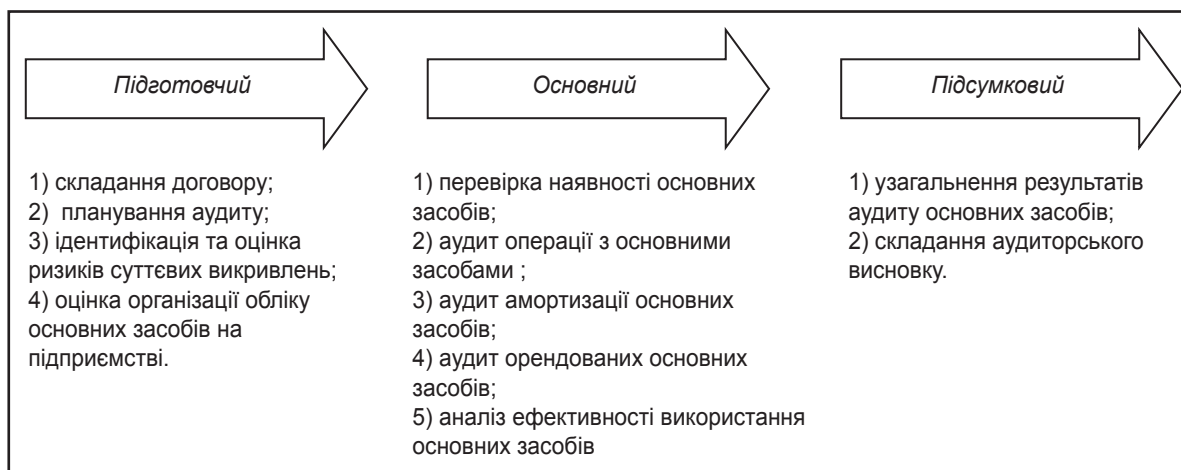 Підготовчий
1) складання договору;
2) планування аудиту;
3) ідентифікація та оцінка
ризиків суттєвих викривлень;
4) оцінка організації обліку
основних засобів на
підприємстві.
Основний
1) перевірка наявності основних
засобів;
2) аудит операції з основними
засобами ;
3) аудит амортизації основних
засобів;
4) аудит орендованих основних
засобів;
5) аналіз ефективності використання
основних засобів
Підсумковий
1) узагальнення результатів
аудиту основних засобів;
2) складання аудиторського
висновку.